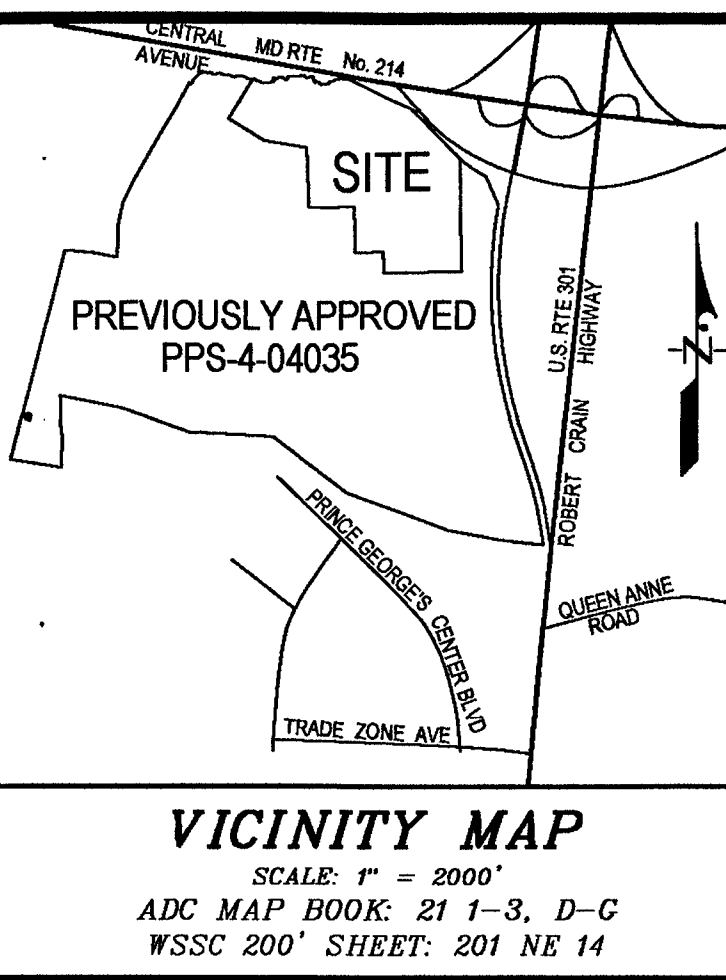 CENTRAL MD RTE No. 214
AVENUE
SITE
PREVIOUSLY APPROVED
PPS-4-04035
U.S. RTE 301
ROBERT CRAIN HIGHWAY
N
PRINCE GEORGE'S CENTER BLVD
QUEEN ANNE
ROAD
TRADE ZONE AVE
VICINITY MAP
SCALE: 1" = 2000'
ADC MAP BOOK: 21 1-3, D-G
WSSC 200' SHEET: 201 NE 14